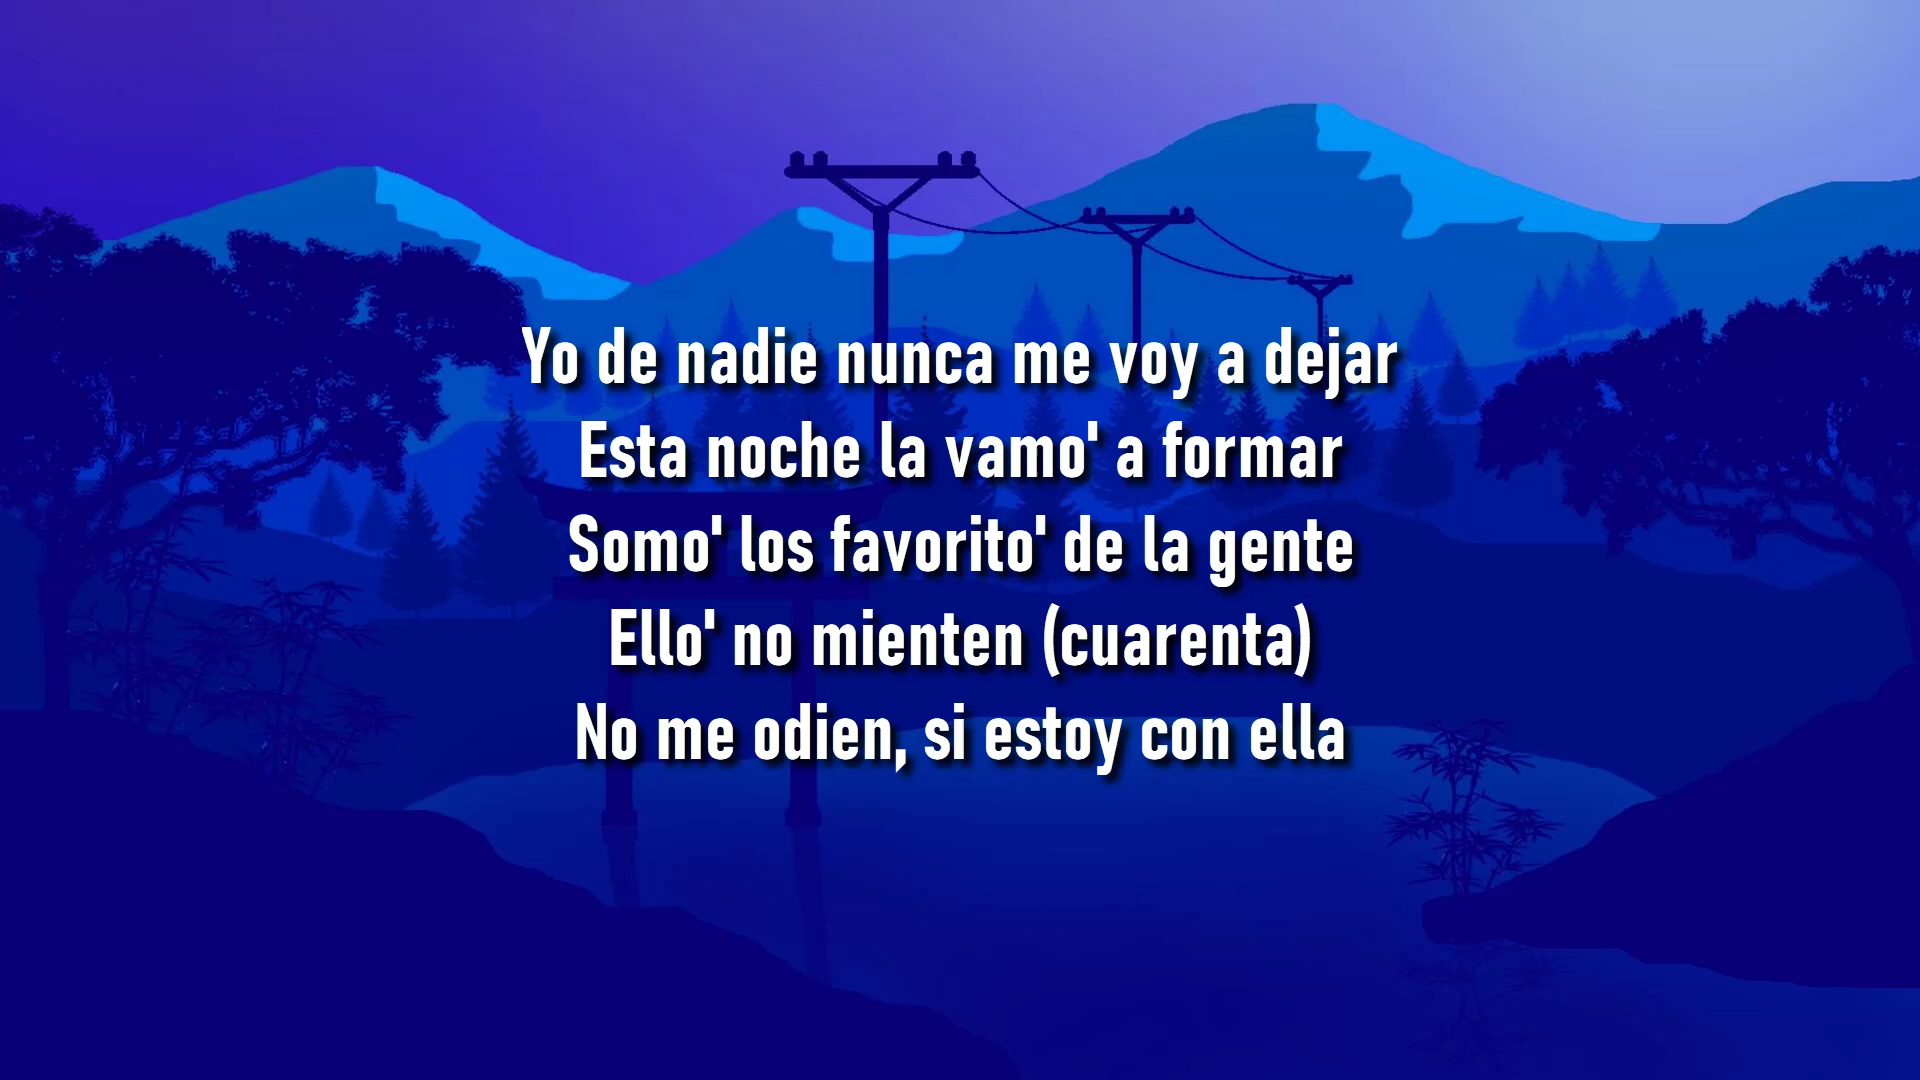 Yo de nadie nunca me voy a dejar
Esta noche la vamo' a formar
Somo' los favorito' de la gente
Ello' no mienten (cuarenta)
No me odien, si estoy con ella